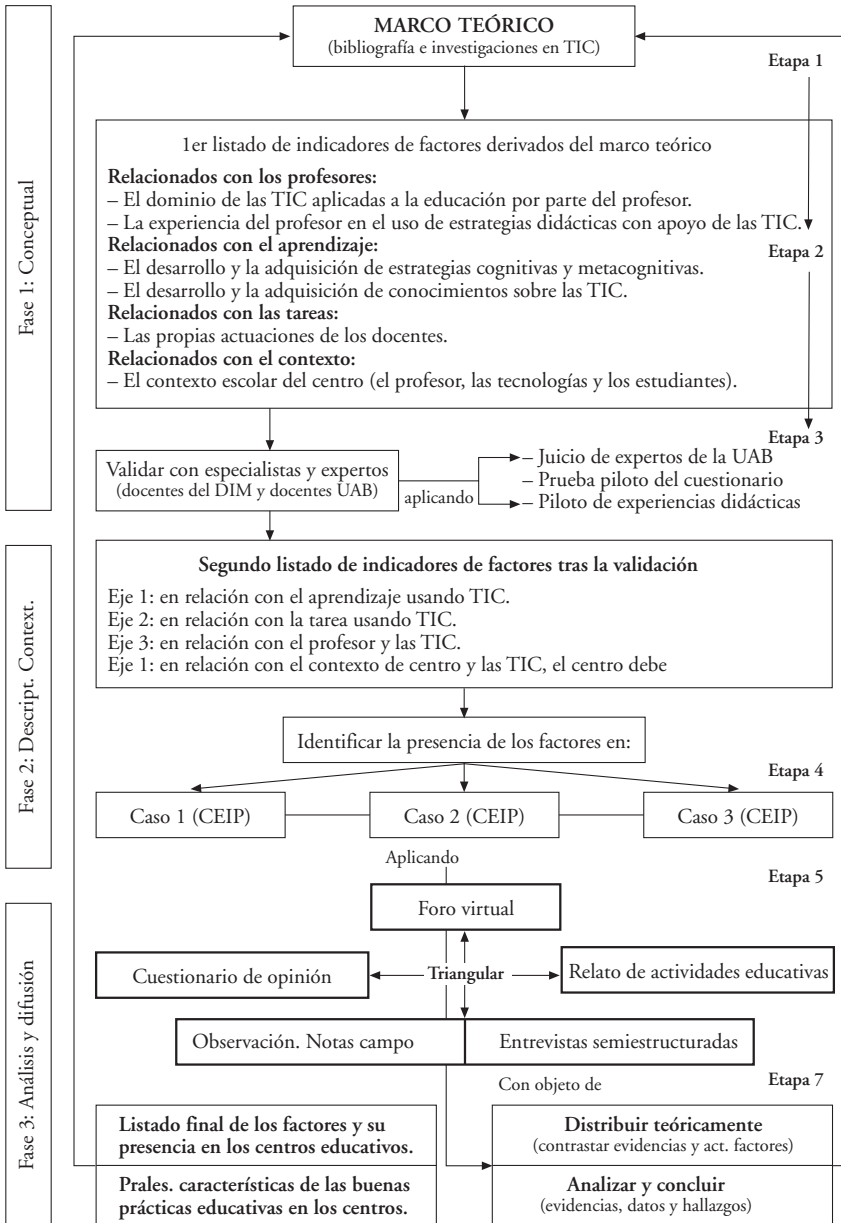 MARCO TEÓRICO
(bibliografía e investigaciones en TIC)
Etapa 1
Fase 1: Conceptual
1er listado de indicadores de factores derivados del marco teórico
Relacionados con los profesores:
– El dominio de las TIC aplicadas a la educación por parte del profesor.
– La experiencia del profesor en el uso de estrategias didácticas con apoyo de las TIC.
Relacionados con el aprendizaje:
Etapa 2
– El desarrollo y la adquisición de estrategias cognitivas y metacognitivas.
– El desarrollo y la adquisición de conocimientos sobre las TIC.
Relacionados con las tareas:
– Las propias actuaciones de los docentes.
Relacionados con el contexto:
– El contexto escolar del centro (el profesor, las tecnologías y los estudiantes).
Etapa 3
Validar con especialistas y expertos
(docentes del DIM y docentes UAB)
aplicando
– Juicio de expertos de la UAB
– Prueba piloto del cuestionario
– Piloto de experiencias didácticas
Fase 2: Descript. Context.
Segundo listado de indicadores de factores tras la validación
Eje 1: en relación con el aprendizaje usando TIC.
Eje 2: en relación con la tarea usando TIC.
Eje 3: en relación con el profesor y las TIC.
Eje 1: en relación con el contexto de centro y las TIC, el centro debe
Identificar la presencia de los factores en:
Etapa 4
Caso 1 (CEIP)
Caso 2 (CEIP)
Caso 3 (CEIP)
Aplicando
Etapa 5
Fase 3: Análisis y difusión
Foro virtual
Cuestionario de opinión
Triangular
Relato de actividades educativas
Observación. Notas campo
Entrevistas semiestructuradas
Con objeto de
Etapa 7
Listado final de los factores y su
presencia en los centros educativos.
Distribuir teóricamente
(contrastar evidencias y act. factores)
Prales. características de las buenas
prácticas educativas en los centros.
Analizar y concluir
(evidencias, datos y hallazgos)